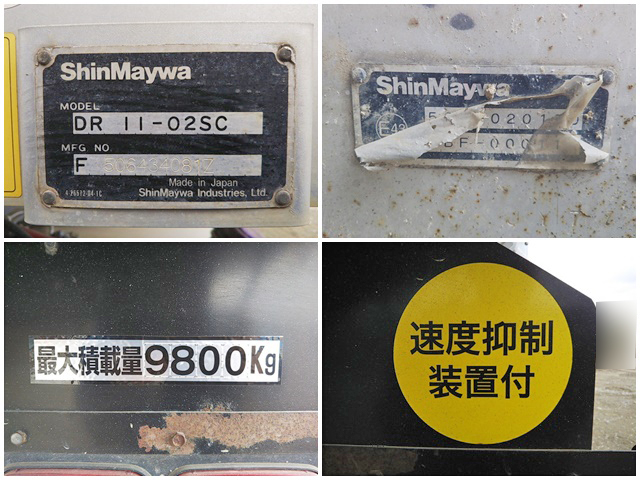 ShinMaywa
MODEL
DR 11-02SC
MFG NO.
F
Made in Japan
ShinMaywa Industries, Ltd.
ShinMaywa
E43
最大積載量9800Kg
速度抑制
装置付